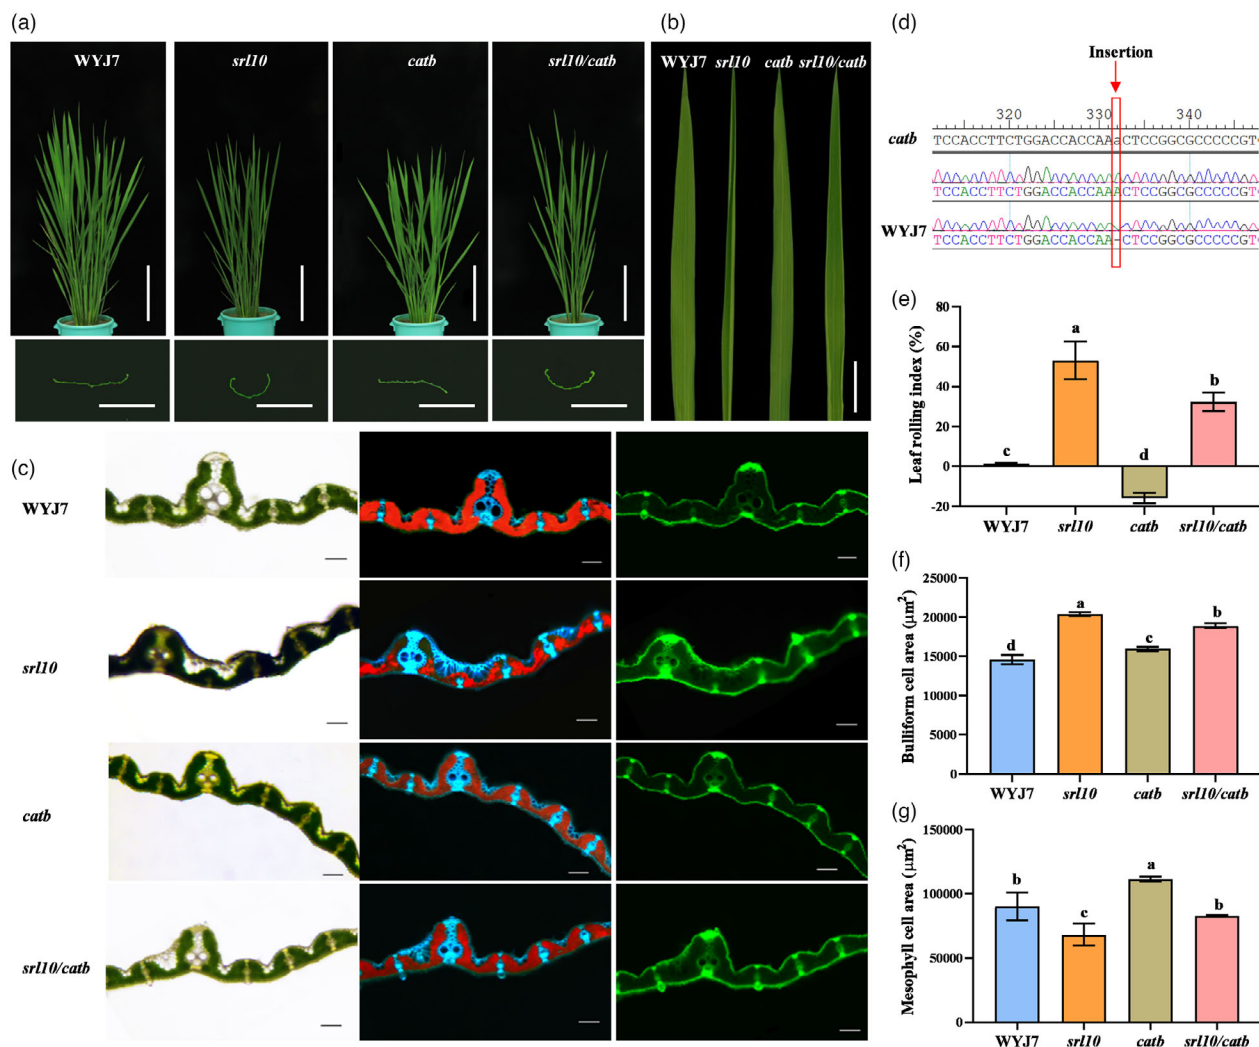 (a)
WYJ7
srl10
catb
srl10/catb
(b)
WYJ7 srl10 catb srl10/catb
(c)
WYJ7
srl10
catb
srl10/catb
(d)
Insertion
320 330 340
catb
TCCACCTTCTGGACCACCAAaCTCCGGCGCCCCCGT
TCCACCTTCTGGACCACCAAACTCCGGCGCCCCCGT
WYJ7
TCCACCTTCTGGACCACCAA-CTCCGGCGCCCCCGT
(e)
Leaf rolling index (%)
80
60
40
20
0
-20
c
a
d
b
WYJ7 srl10 catb srl10/catb
(f)
Bulliform cell area (μm²)
25000
20000
15000
10000
5000
0
d
a
c
b
WYJ7 srl10 catb srl10/catb
(g)
Mesophyll cell area (μm²)
150000
100000
50000
0
b
c
a
b
WYJ7 srl10 catb srl10/catb